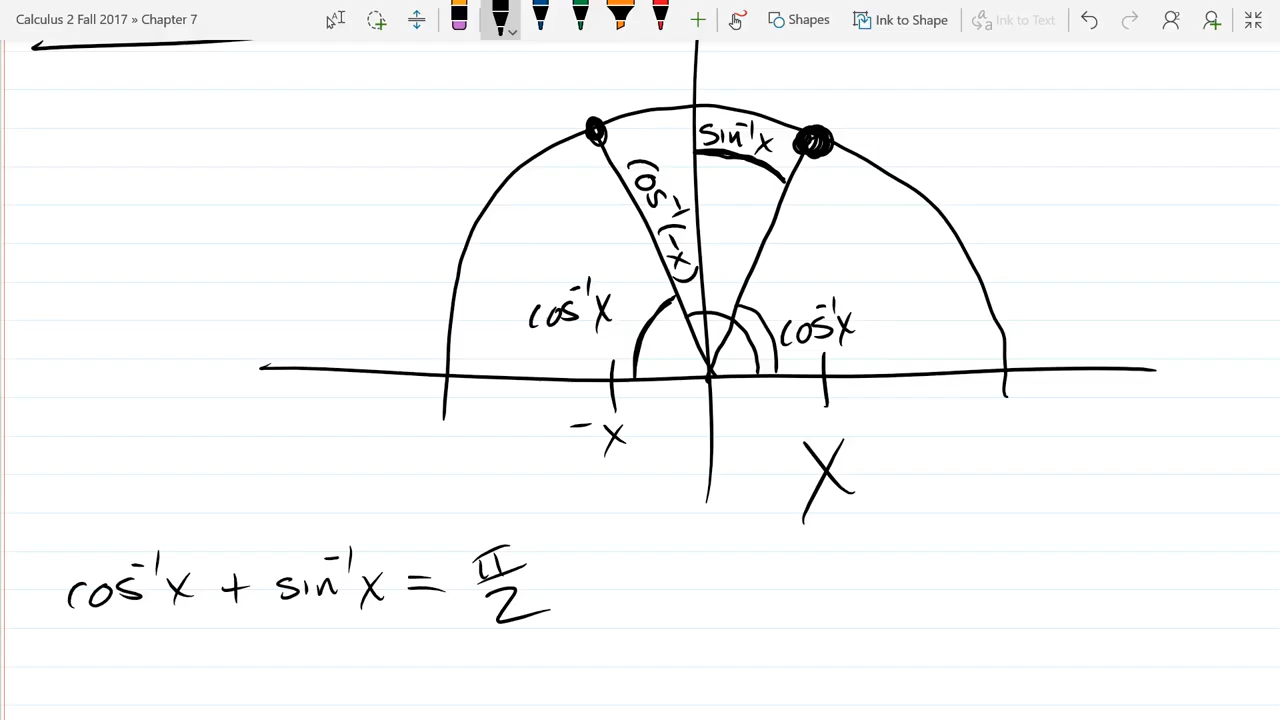 Calculus 2 Fall 2017 » Chapter 7
Shapes
Ink to Shape
Ink to Text
sin⁻¹x
cos⁻¹(-x)
cos⁻¹x
cos⁻¹x
-x
x
cos⁻¹x + sin⁻¹x = π/2